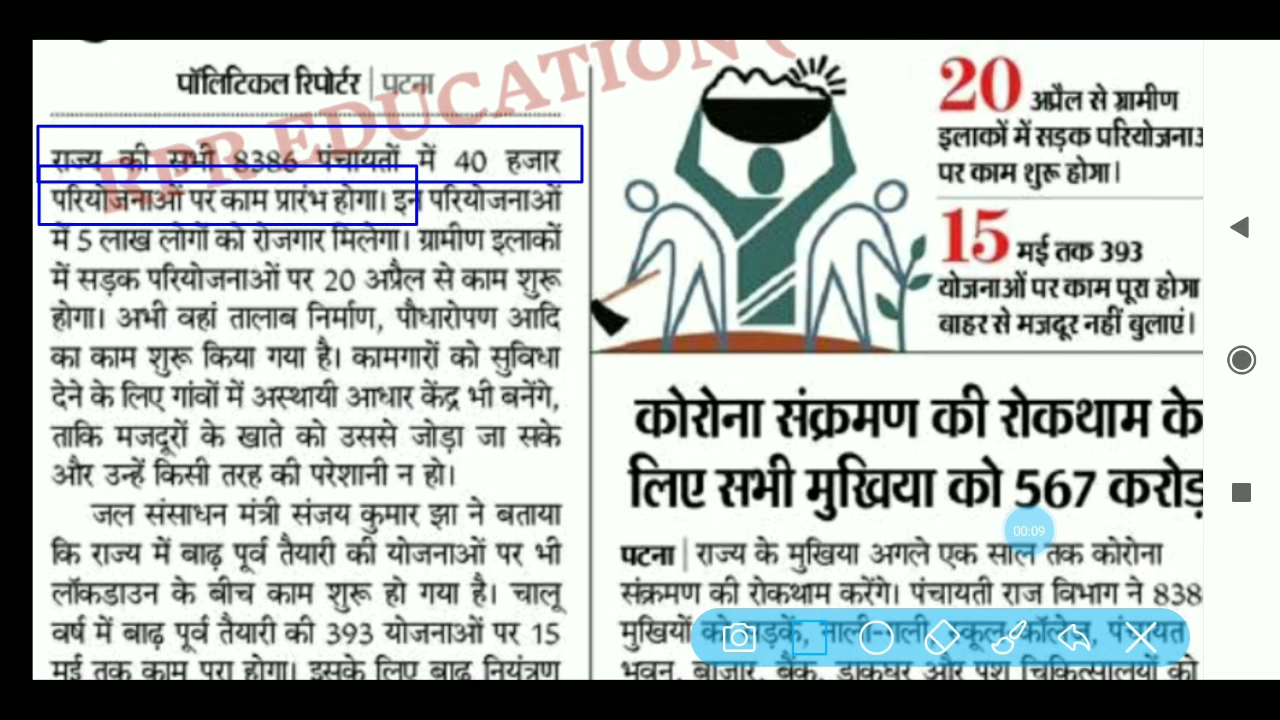 RPR EDUCATION (
पॉलिटिकल रिपोर्टर | पटना
राज्य की सभी 8386 पंचायतों में 40 हजार
परियोजनाओं पर काम प्रारंभ होगा। इन परियोजनाओं
में 5 लाख लोगों को रोजगार मिलेगा। ग्रामीण इलाकों
में सड़क परियोजनाओं पर 20 अप्रैल से काम शुरू
होगा। अभी वहां तालाब निर्माण, पौधारोपण आदि
का काम शुरू किया गया है। कामगारों को सुविधा
देने के लिए गांवों में अस्थायी आधार केंद्र भी बनेंगे,
ताकि मजदूरों के खाते को उससे जोड़ा जा सके
और उन्हें किसी तरह की परेशानी न हो।
जल संसाधन मंत्री संजय कुमार झा ने बताया
कि राज्य में बाढ़ पूर्व तैयारी की योजनाओं पर भी
लॉकडाउन के बीच काम शुरू हो गया है। चालू
वर्ष में बाढ़ पूर्व तैयारी की 393 योजनाओं पर 15
मई तक काम पूरा होगा। इसके लिए बाढ़ नियंत्रण
20 अप्रैल से ग्रामीण
इलाकों में सड़क परियोजनाअ
पर काम शुरू होगा।
15 मई तक 393
योजनाओं पर काम पूरा होगा
बाहर से मजदूर नहीं बुलाएं।
कोरोना संक्रमण की रोकथाम के
लिए सभी मुखिया को 567 करोड़
00:09
पटना | राज्य के मुखिया अगले एक साल तक कोरोना
संक्रमण की रोकथाम करेंगे। पंचायती राज विभाग ने 838
मुखियों को सड़कें, नाली-गली, स्कूल-कॉलेज, पंचायत
भवन, बाजार, बैंक, डाकघर और पशु चिकित्सालयों को